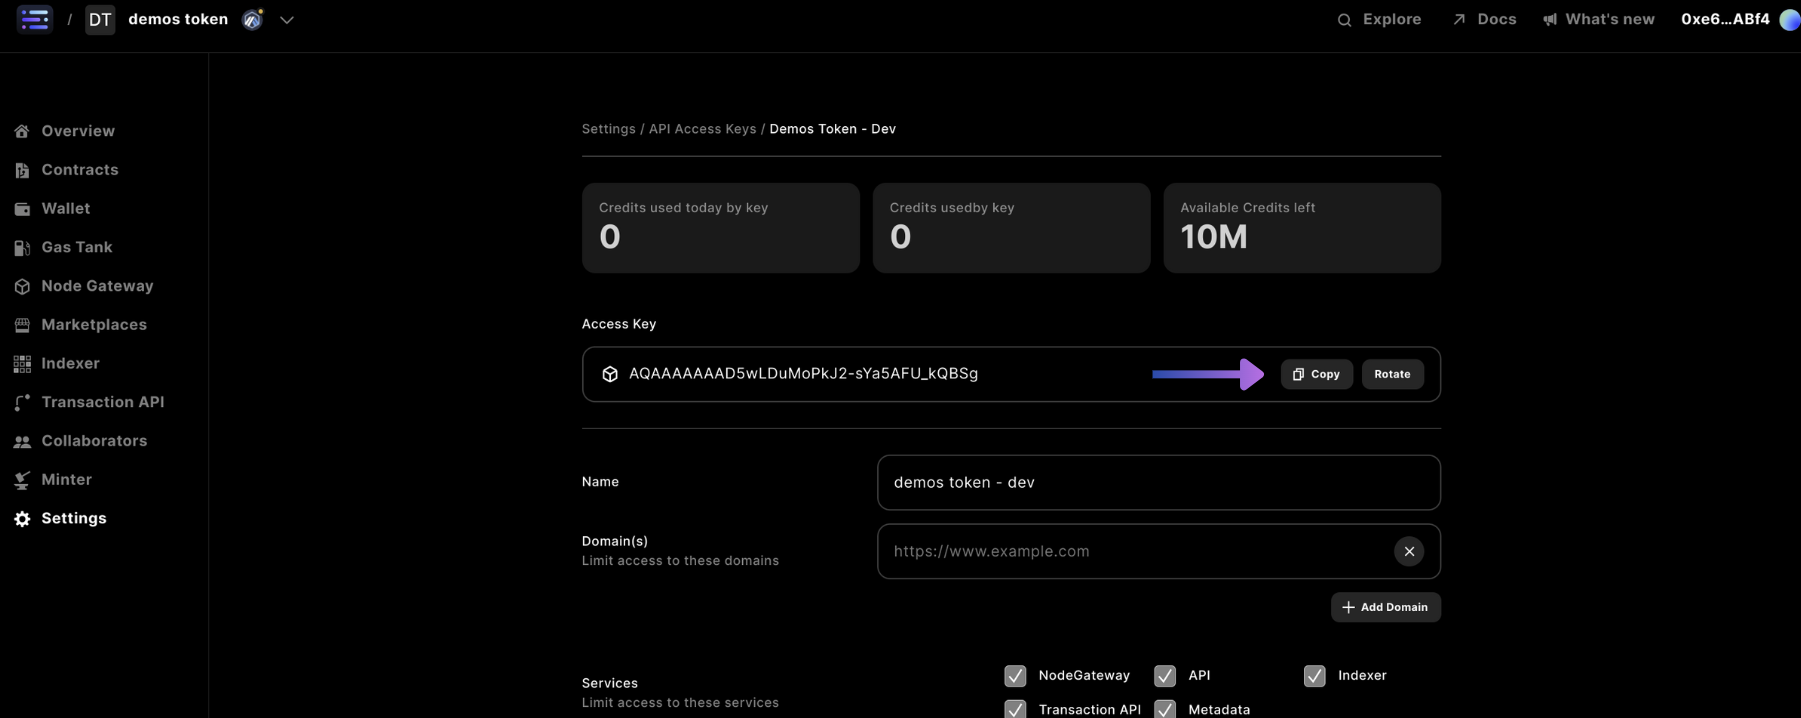 / DT demos token
Explore Docs What's new 0xe6...ABf4
Overview
Contracts
Wallet
Gas Tank
Node Gateway
Marketplaces
Indexer
Transaction API
Collaborators
Minter
Settings
Settings / API Access Keys / Demos Token - Dev
Credits used today by key
0
Credits usedby key
0
Available Credits left
10M
Access Key
AQAAAAAAAD5wLDuMoPkJ2-sYa5AFU_kQBSg
Copy Rotate
Name
demos token - dev
Domain(s)
Limit access to these domains
https://www.example.com
Add Domain
Services
Limit access to these services
NodeGateway API Indexer
Transaction API Metadata